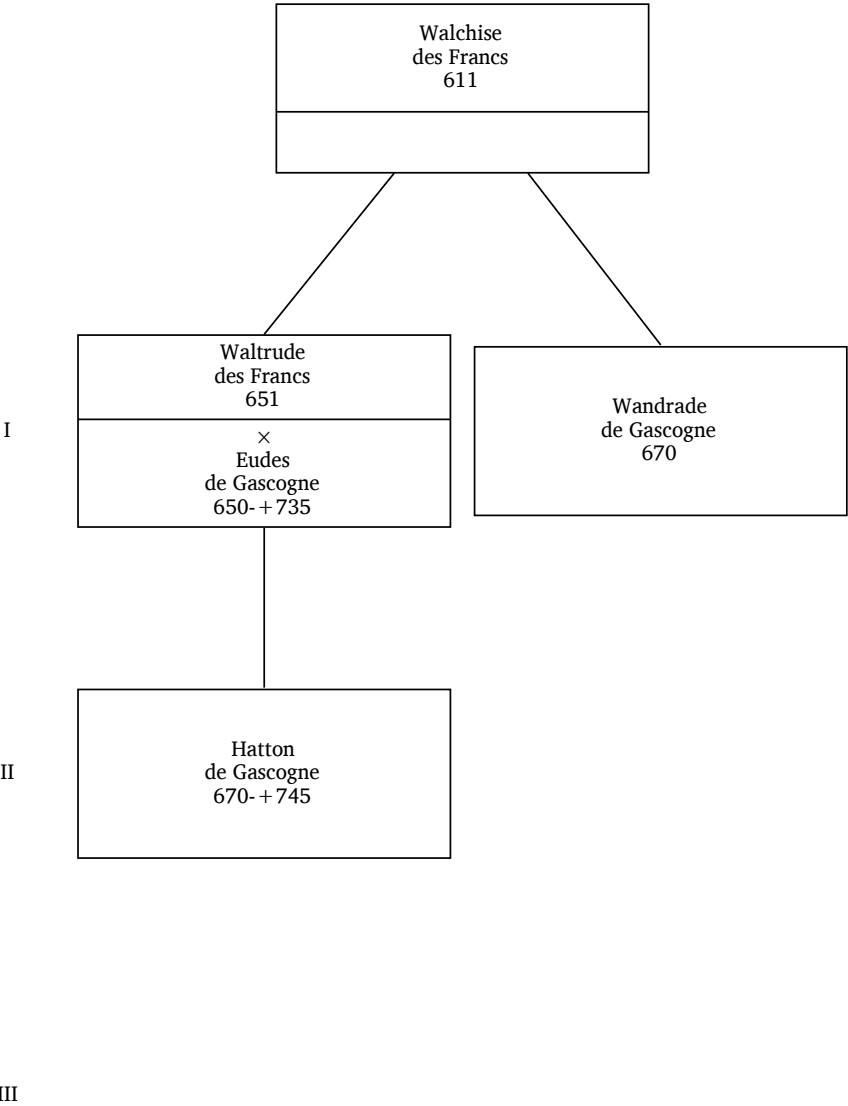 Walchise
des Francs
611
Waltrude
des Francs
651
I
×
Eudes
de Gascogne
650-+735
Wandrade
de Gascogne
670
II
Hatton
de Gascogne
670-+745
III